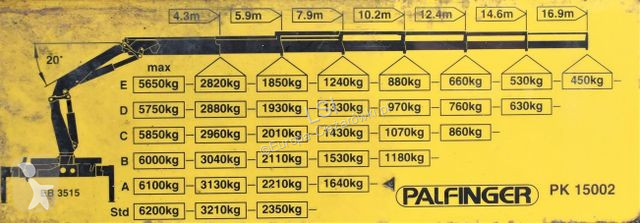 4.3m 5.9m 7.9m 10.2m 12.4m 14.6m 16.9m
20°
max
E 5650kg 2820kg 1850kg 1240kg 880kg 660kg 530kg 450kg
D 5750kg 2880kg 1930kg 1330kg 970kg 760kg 630kg
C 5850kg 2960kg 2010kg 1430kg 1070kg 860kg
B 6000kg 3040kg 2110kg 1530kg 1180kg
A 6100kg 3130kg 2210kg 1640kg
Std 6200kg 3210kg 2350kg
3515
PALFINGER PK 15002